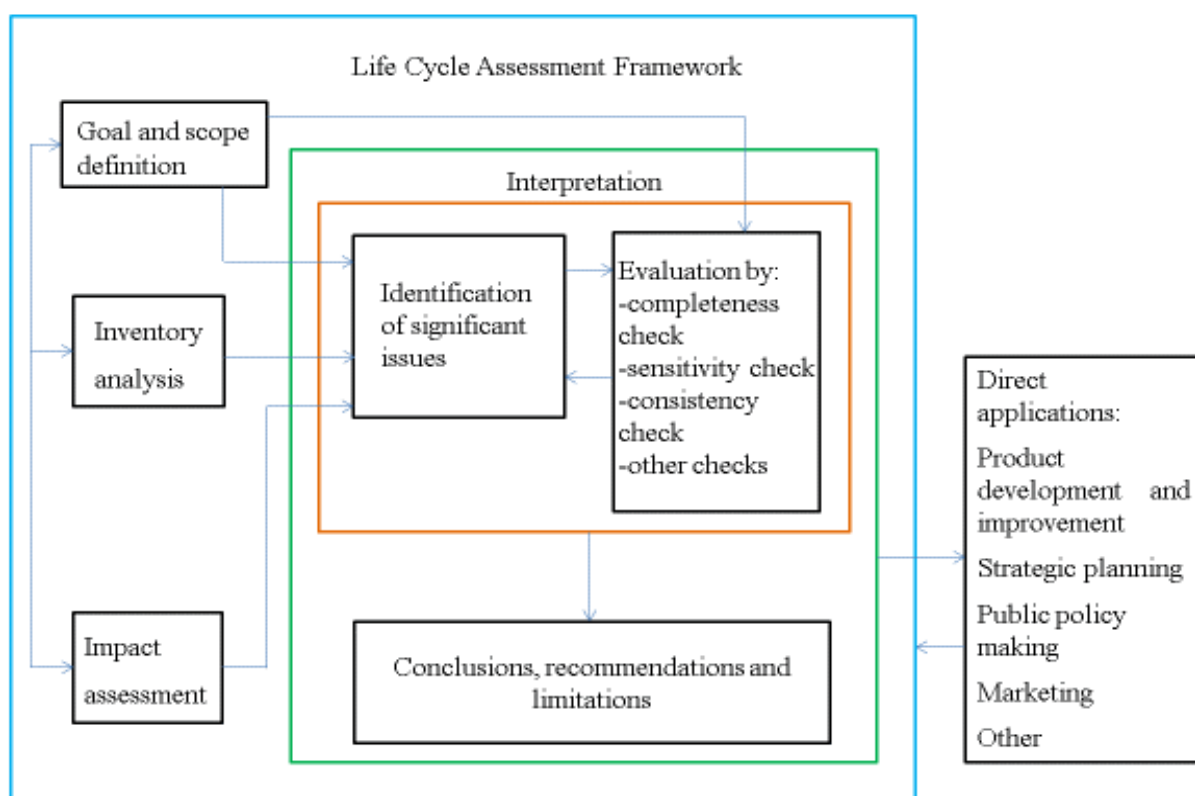 Life Cycle Assessment Framework
Goal and scope
definition
Interpretation
Identification
of significant
issues
Evaluation by:
-completeness
check
-sensitivity check
-consistency
check
-other checks
Inventory
analysis
Impact
assessment
Conclusions, recommendations and
limitations
Direct
applications:
Product
development and
improvement
Strategic planning
Public policy
making
Marketing
Other